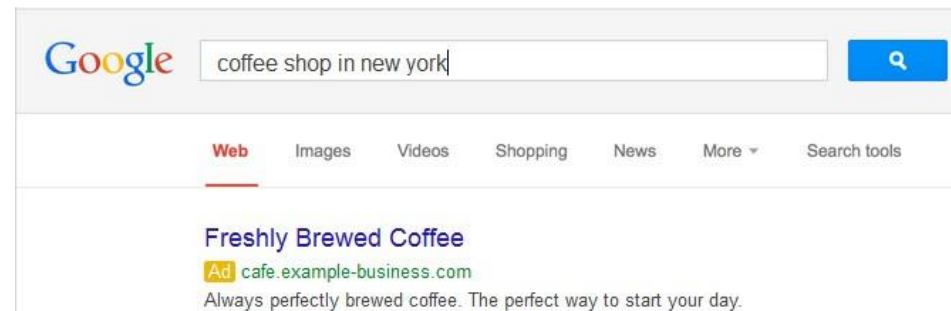 Google coffee shop in new york
Web Images Videos Shopping News More Search tools
Freshly Brewed Coffee
Ad cafe.example-business.com
Always perfectly brewed coffee. The perfect way to start your day.